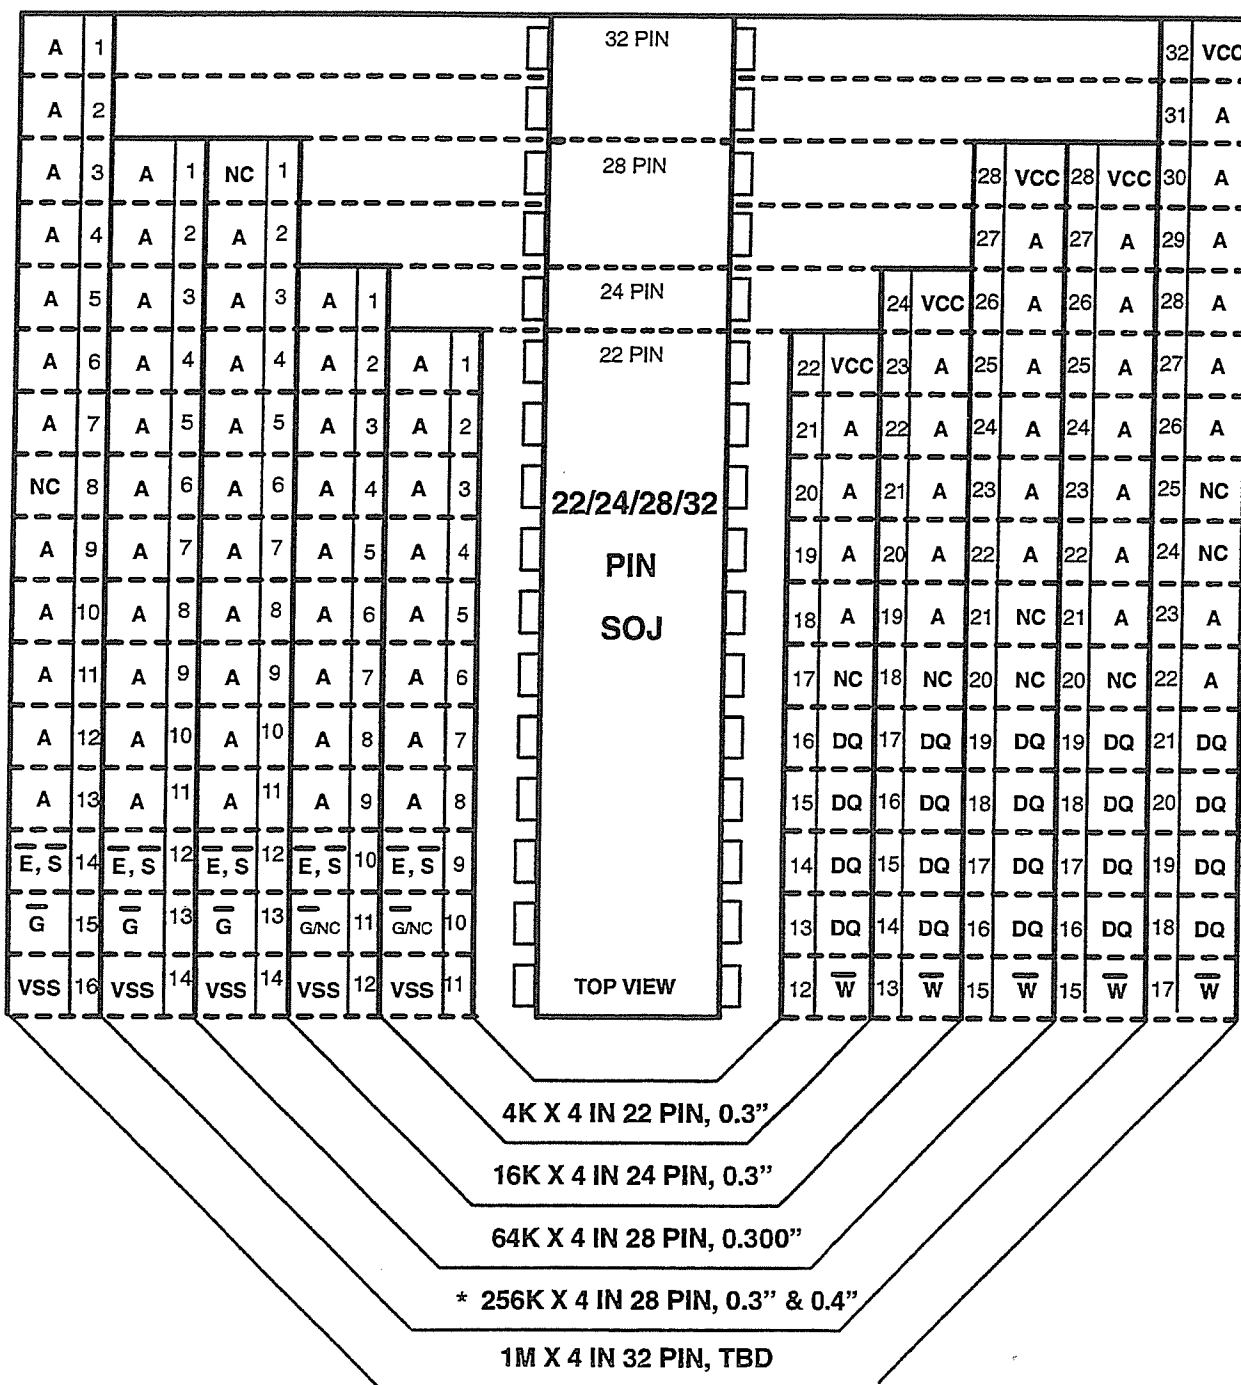 A 1 32 PIN 32 VCC
A 2 31 A
A 3 A 1 NC 1 28 PIN 28 VCC 28 VCC 30 A
A 4 A 2 A 2 27 A 27 A 29 A
A 5 A 3 A 3 A 1 24 PIN 24 VCC 26 A 26 A 28 A
A 6 A 4 A 4 A 2 A 1 22 PIN 22 VCC 23 A 25 A 25 A 27 A
A 7 A 5 A 5 A 3 A 2 21 A 22 A 24 A 24 A 26 A
NC 8 A 6 A 6 A 4 A 3 22/24/28/32 20 A 21 A 23 A 23 A 25 NC
A 9 A 7 A 7 A 5 A 4 PIN 19 A 20 A 22 A 22 A 24 NC
A 10 A 8 A 8 A 6 A 5 SOJ 18 A 19 A 21 NC 21 A 23 A
A 11 A 9 A 9 A 7 A 6 17 NC 18 NC 20 NC 20 NC 22 A
A 12 A 10 A 10 A 8 A 7 16 DQ 17 DQ 19 DQ 19 DQ 21 DQ
A 13 A 11 A 11 A 9 A 8 15 DQ 16 DQ 18 DQ 18 DQ 20 DQ
E̅, S̅ 14 E̅, S̅ 12 E̅, S̅ 12 E̅, S̅ 10 E̅, S̅ 9 14 DQ 15 DQ 17 DQ 17 DQ 19 DQ
G̅ 15 G̅ 13 G̅ 13 G̅/NC 11 G̅/NC 10 13 DQ 14 DQ 16 DQ 16 DQ 18 DQ
VSS 16 VSS 14 VSS 14 VSS 12 VSS 11 TOP VIEW 12 W̅ 13 W̅ 15 W̅ 15 W̅ 17 W̅
4K X 4 IN 22 PIN, 0.3”
16K X 4 IN 24 PIN, 0.3”
64K X 4 IN 28 PIN, 0.300”
* 256K X 4 IN 28 PIN, 0.3” & 0.4”
1M X 4 IN 32 PIN, TBD